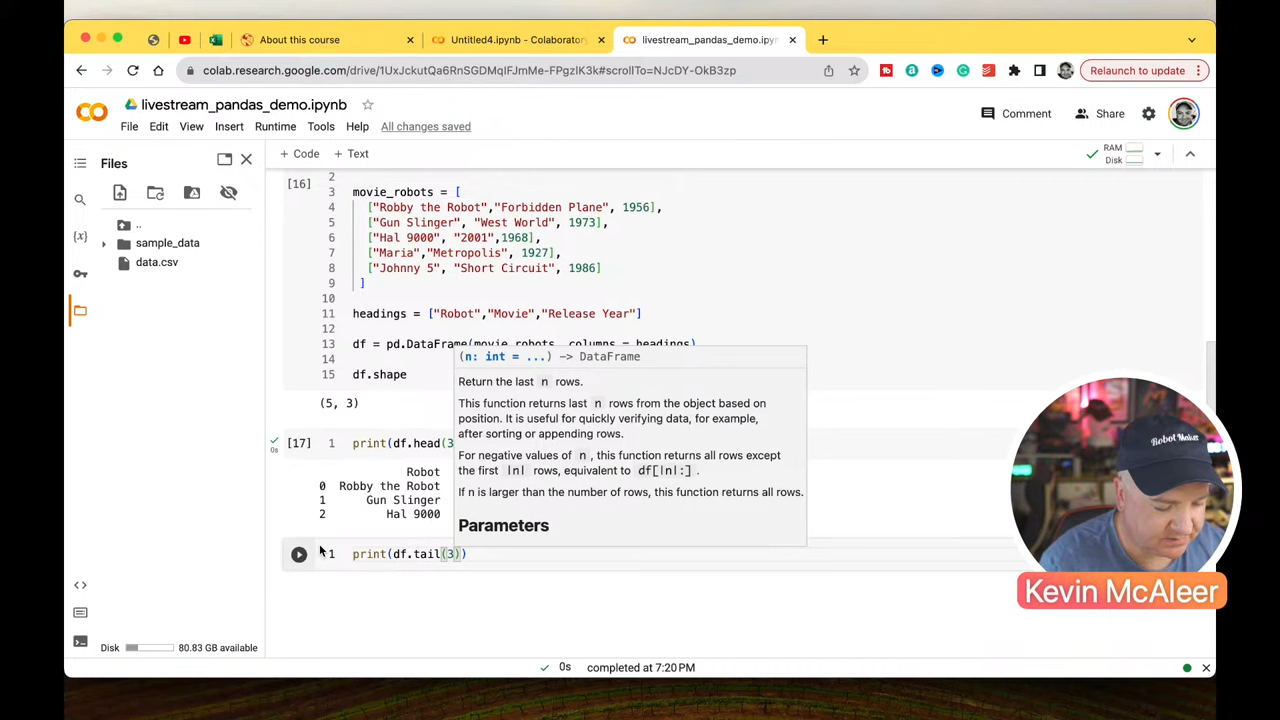 About this course
Untitled4.ipynb - Colaboratory
livestream_pandas_demo.ipyn
colab.research.google.com/drive/1UxJckutQa6RnSGDMqIFJmMe-FPgzlK3k#scrollTo=NJcDY-OkB3zp
Relaunch to update
livestream_pandas_demo.ipynb
File Edit View Insert Runtime Tools Help All changes saved
Comment Share
Files
+ Code + Text
RAM
Disk
..
sample_data
data.csv
[16]
2
3 movie_robots = [
4 ["Robby the Robot","Forbidden Plane", 1956],
5 ["Gun Slinger", "West World", 1973],
6 ["Hal 9000", "2001",1968],
7 ["Maria","Metropolis", 1927],
8 ["Johnny 5", "Short Circuit", 1986]
9 ]
10
11 headings = ["Robot","Movie","Release Year"]
12
13 df = pd.DataFrame(movie_robots, columns = headings)
14
15 df.shape
(5, 3)
(n: int = ...) -> DataFrame
Return the last n rows.
This function returns last n rows from the object based on
position. It is useful for quickly verifying data, for example,
after sorting or appending rows.
For negative values of n, this function returns all rows except
the first |n| rows, equivalent to df[|n|:].
If n is larger than the number of rows, this function returns all rows.
Parameters
0s
[17] 1 print(df.head(3
Robot
0 Robby the Robot
1 Gun Slinger
2 Hal 9000
1 print(df.tail(3))
Robot Maker
Kevin McAleer
Disk 80.83 GB available
0s completed at 7:20 PM